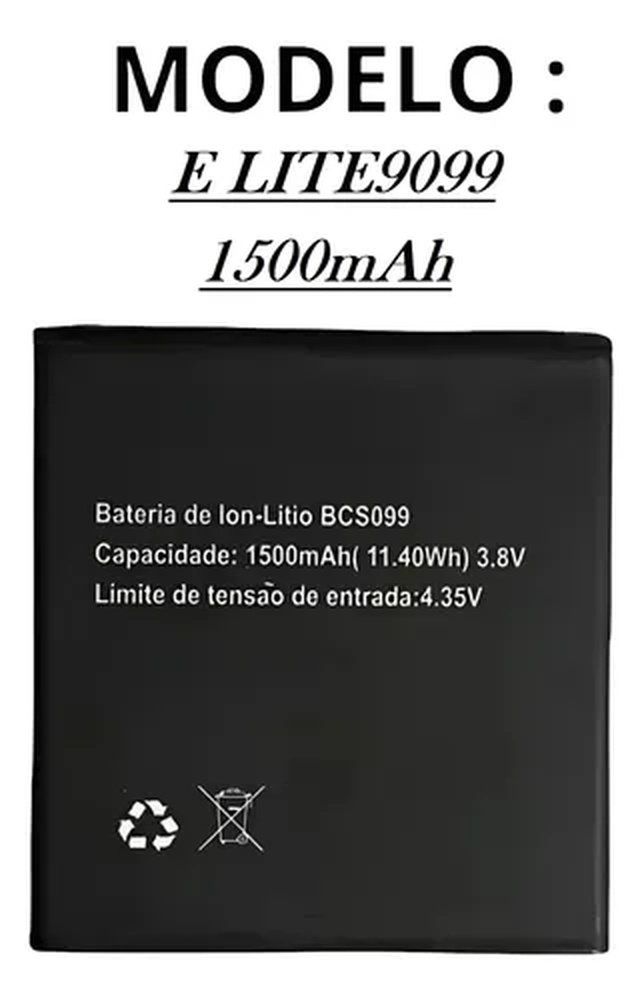 MODELO :
E LITE9099
1500mAh
Bateria de Ion-Litio BCS099
Capacidade: 1500mAh( 11.40Wh) 3.8V
Limite de tensão de entrada:4.35V